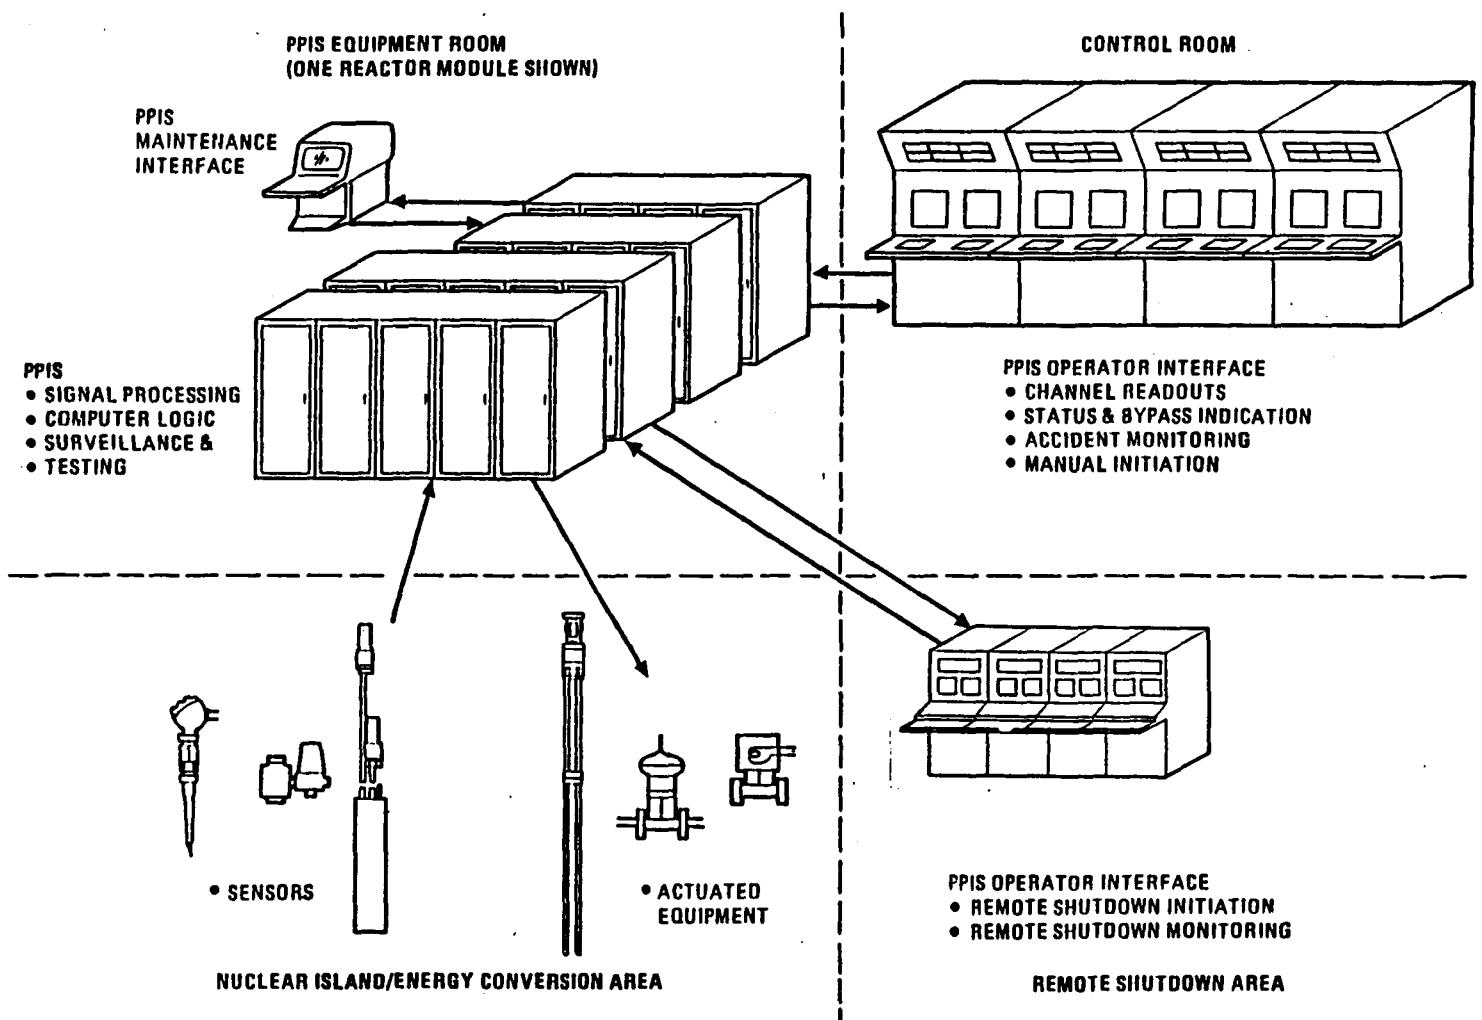 PPIS EQUIPMENT ROOM
(ONE REACTOR MODULE SHOWN)
CONTROL ROOM
PPIS
MAINTENANCE
INTERFACE
PPIS
• SIGNAL PROCESSING
• COMPUTER LOGIC
• SURVEILLANCE &
• TESTING
PPIS OPERATOR INTERFACE
• CHANNEL READOUTS
• STATUS & BYPASS INDICATION
• ACCIDENT MONITORING
• MANUAL INITIATION
• SENSORS
• ACTUATED
EQUIPMENT
NUCLEAR ISLAND/ENERGY CONVERSION AREA
PPIS OPERATOR INTERFACE
• REMOTE SHUTDOWN INITIATION
• REMOTE SHUTDOWN MONITORING
REMOTE SHUTDOWN AREA